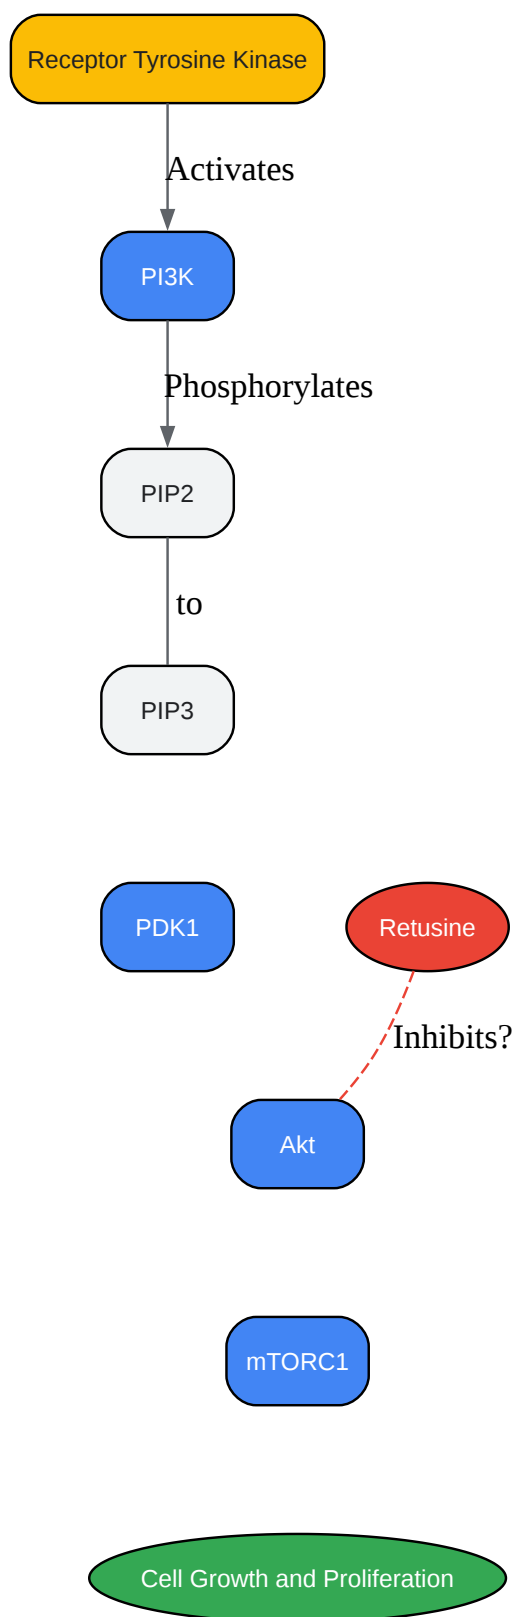 Receptor Tyrosine Kinase
Activates
PI3K
Phosphorylates
PIP2
to
PIP3
PDK1
Retusine
Inhibits?
Akt
mTORC1
Cell Growth and Proliferation